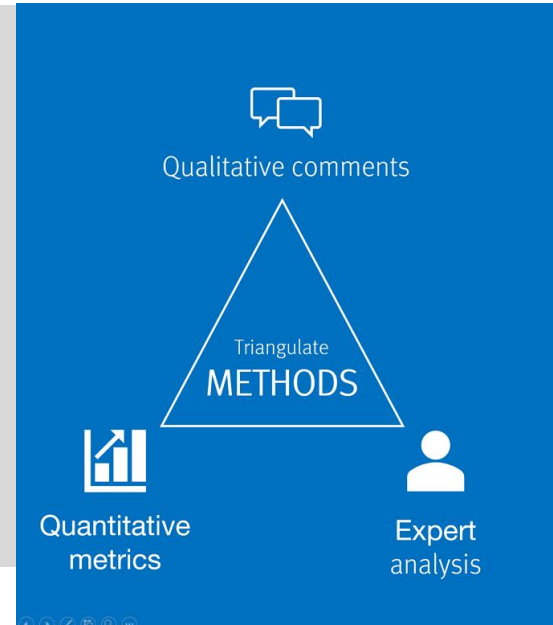 Qualitative comments
Triangulate
METHODS
Quantitative
metrics
Expert
analysis